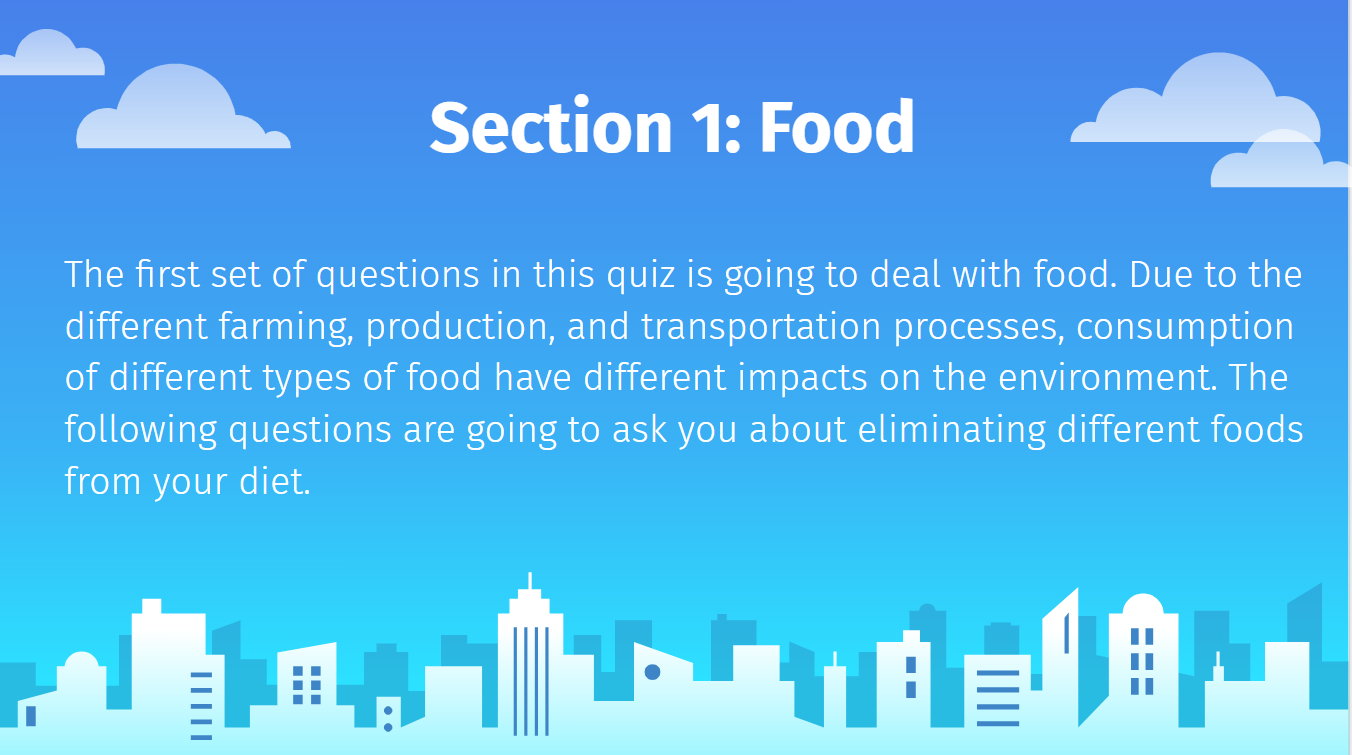 Section 1: Food
The first set of questions in this quiz is going to deal with food. Due to the
different farming, production, and transportation processes, consumption
of different types of food have different impacts on the environment. The
following questions are going to ask you about eliminating different foods
from your diet.